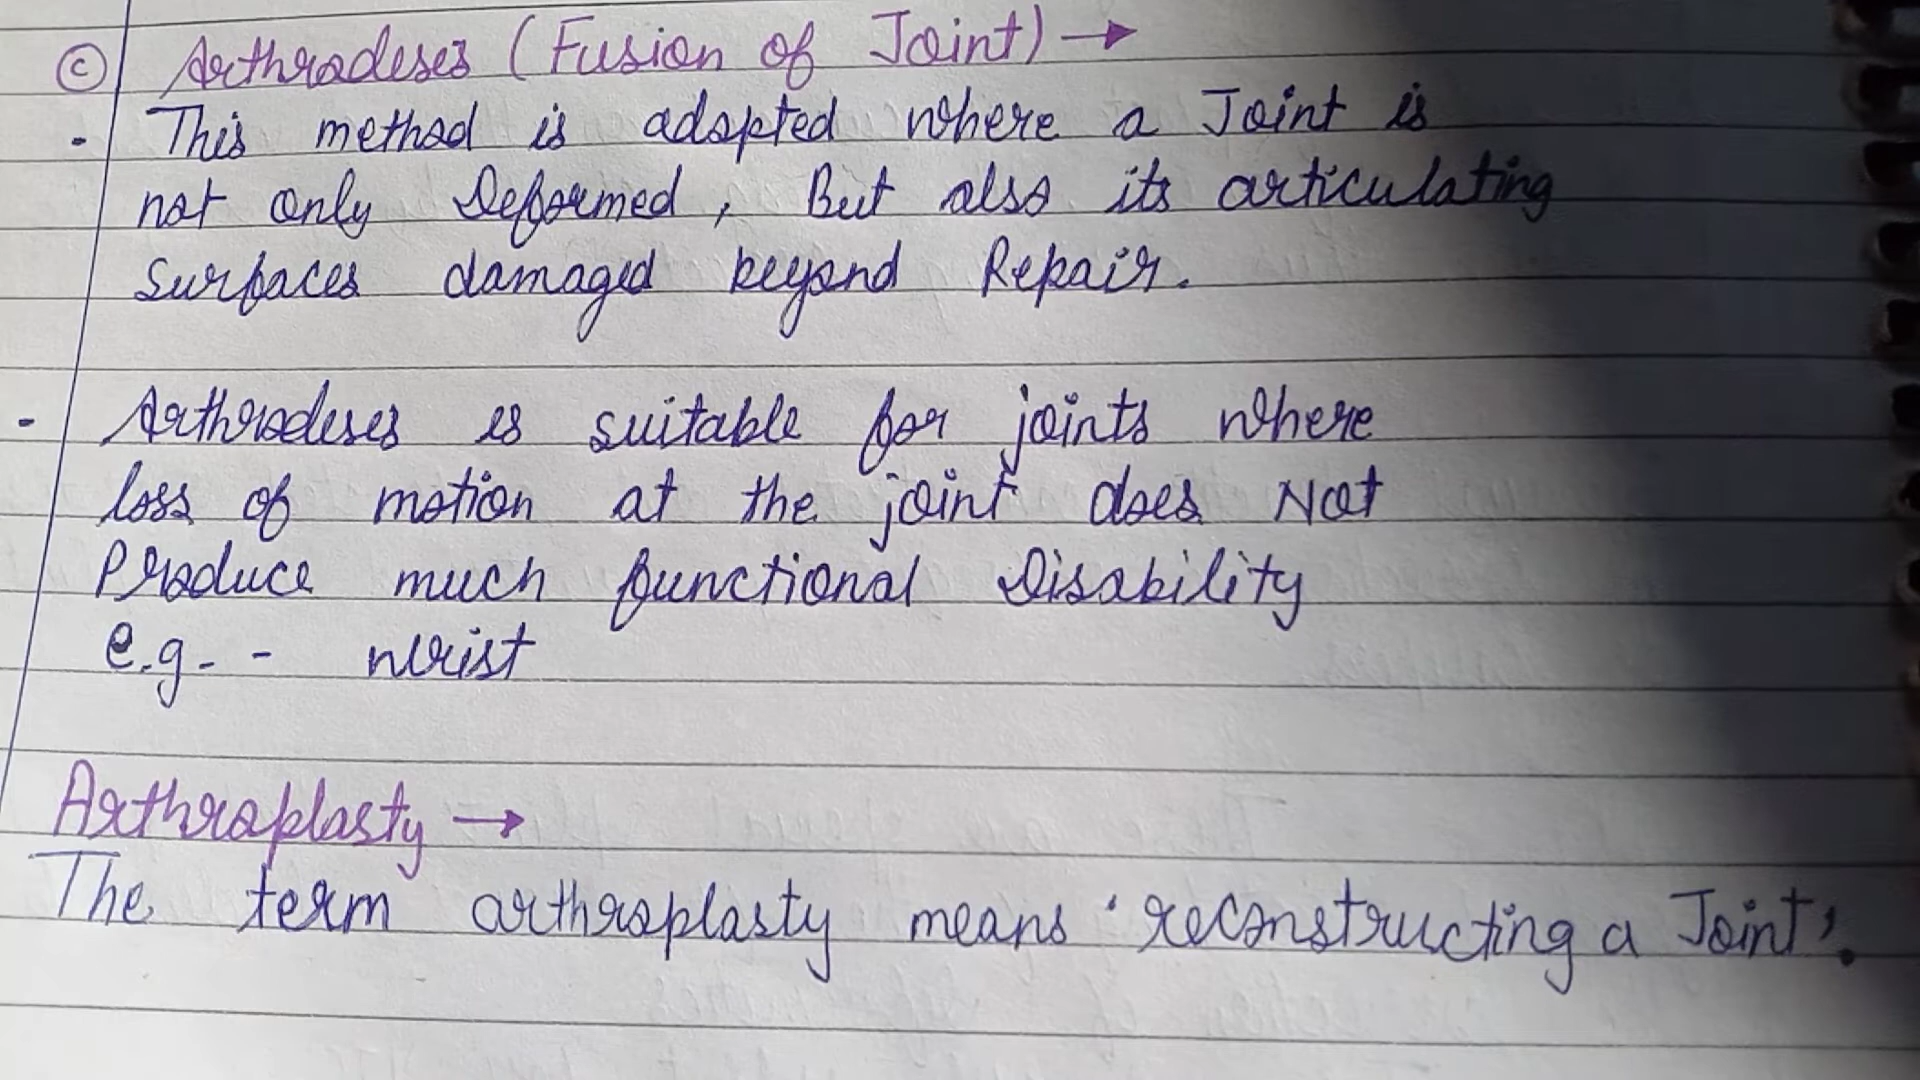 © Arthrodeses (Fusion of Joint) →
- This method is adopted where a Joint is
not only Deformed, But also its articulating
Surfaces damaged beyond Repair.
- Arthrodeses is suitable for joints where
loss of motion at the joint does Not
Produce much functional Disability
e.g. - wrist
Arthroplasty →
The term arthroplasty means 'reconstructing a Joint'.